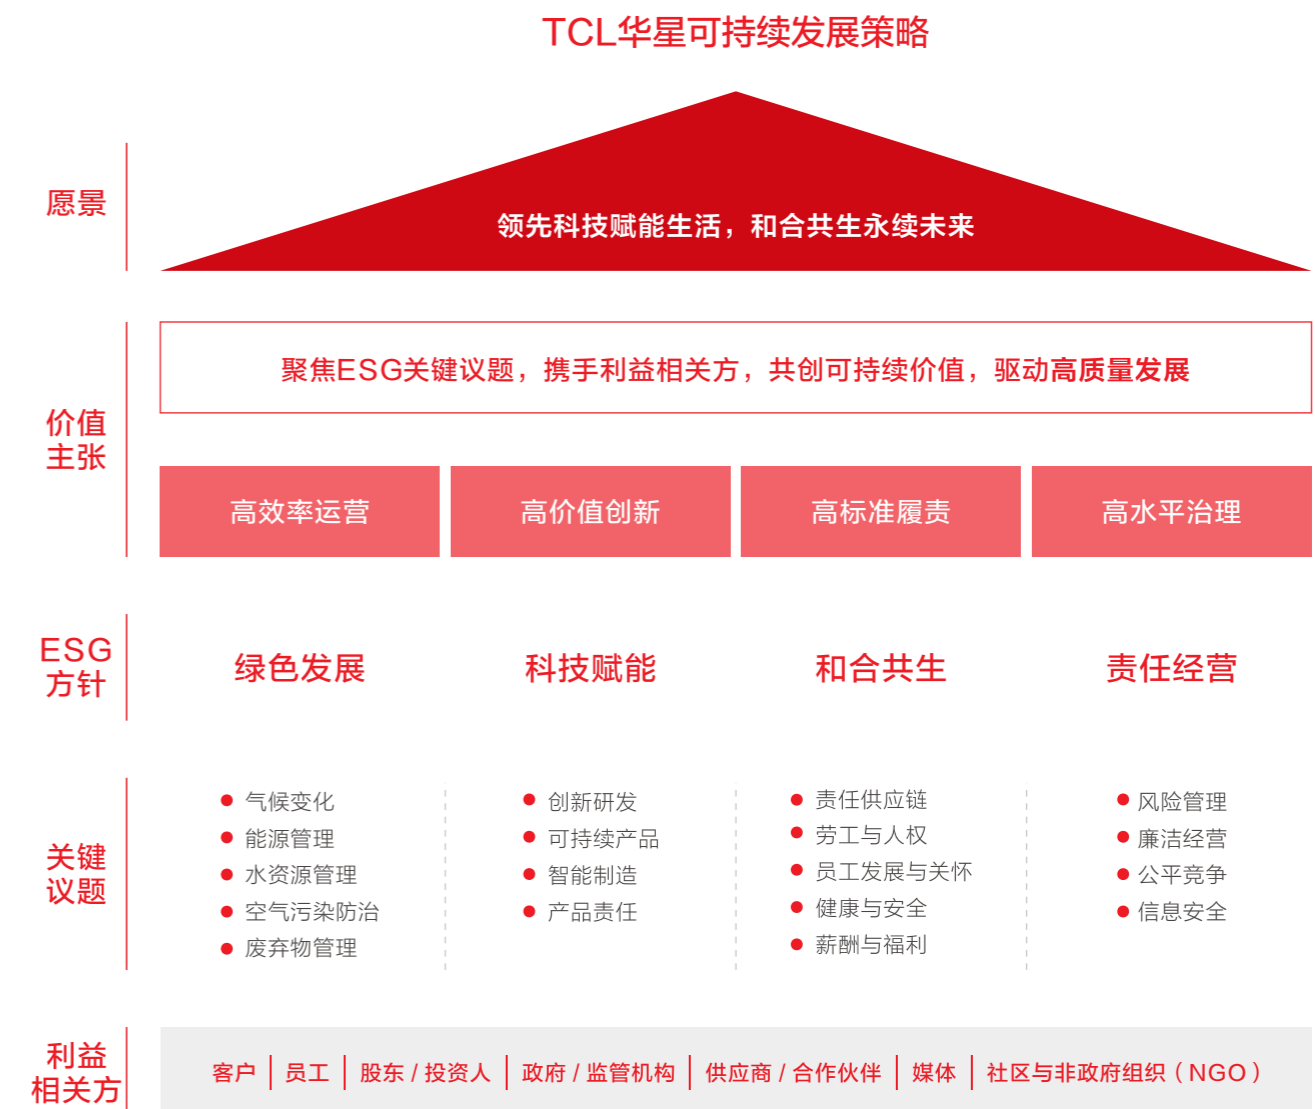 TCL华星可持续发展策略
愿景
领先科技赋能生活，和合共生永续未来
价值
主张
聚焦ESG关键议题，携手利益相关方，共创可持续价值，驱动高质量发展
高效率运营
高价值创新
高标准履责
高水平治理
ESG
方针
绿色发展
科技赋能
和合共生
责任经营
关键
议题
气候变化
能源管理
水资源管理
空气污染防治
废弃物管理
创新研发
可持续产品
智能制造
产品责任
责任供应链
劳工与人权
员工发展与关怀
健康与安全
薪酬与福利
风险管理
廉洁经营
公平竞争
信息安全
利益
相关方
客户 | 员工 | 股东 / 投资人 | 政府 / 监管机构 | 供应商 / 合作伙伴 | 媒体 | 社区与非政府组织（NGO）